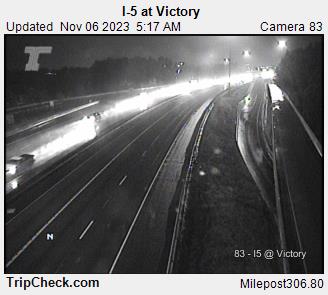 I-5 at Victory
Updated Nov 06 2023 5:17 AM Camera 83
T
N
83 - I5 @ Victory
TripCheck.com Milepost306.80